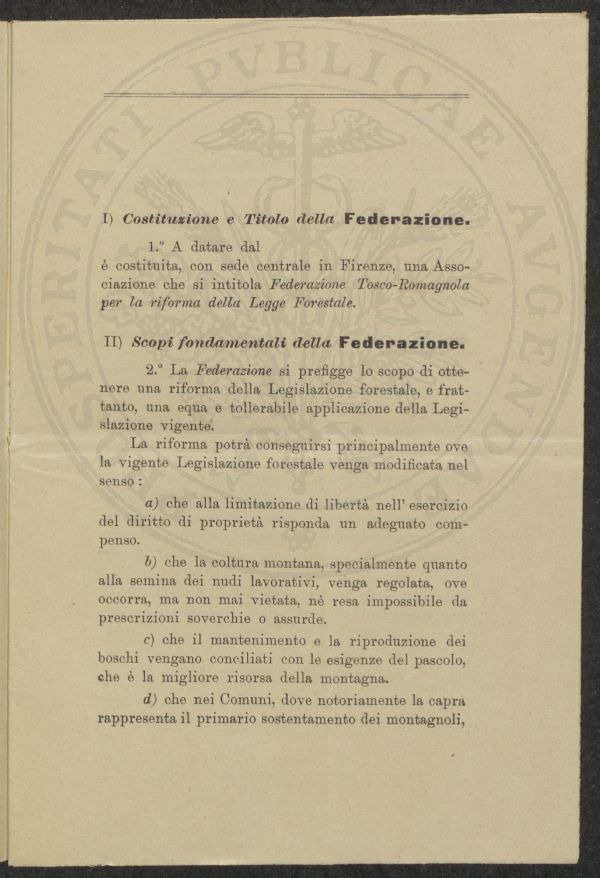 PROSPERITATI PVBLICAE AVGENDAE
I) Costituzione e Titolo della Federazione.
1.º A datare dal
è costituita, con sede centrale in Firenze, una Asso-
ciazione che si intitola Federazione Tosco-Romagnola
per la riforma della Legge Forestale.
II) Scopi fondamentali della Federazione.
2.º La Federazione si prefigge lo scopo di otte-
nere una riforma della Legislazione forestale, e frat-
tanto, una equa e tollerabile applicazione della Legi-
slazione vigente.
La riforma potrà conseguirsi principalmente ove
la vigente Legislazione forestale venga modificata nel
senso :
a) che alla limitazione di libertà nell' esercizio
del diritto di proprietà risponda un adeguato com-
penso.
b) che la coltura montana, specialmente quanto
alla semina dei nudi lavorativi, venga regolata, ove
occorra, ma non mai vietata, nè resa impossibile da
prescrizioni soverchie o assurde.
c) che il mantenimento e la riproduzione dei
boschi vengano conciliati con le esigenze del pascolo,
che è la migliore risorsa della montagna.
d) che nei Comuni, dove notoriamente la capra
rappresenta il primario sostentamento dei montagnoli,